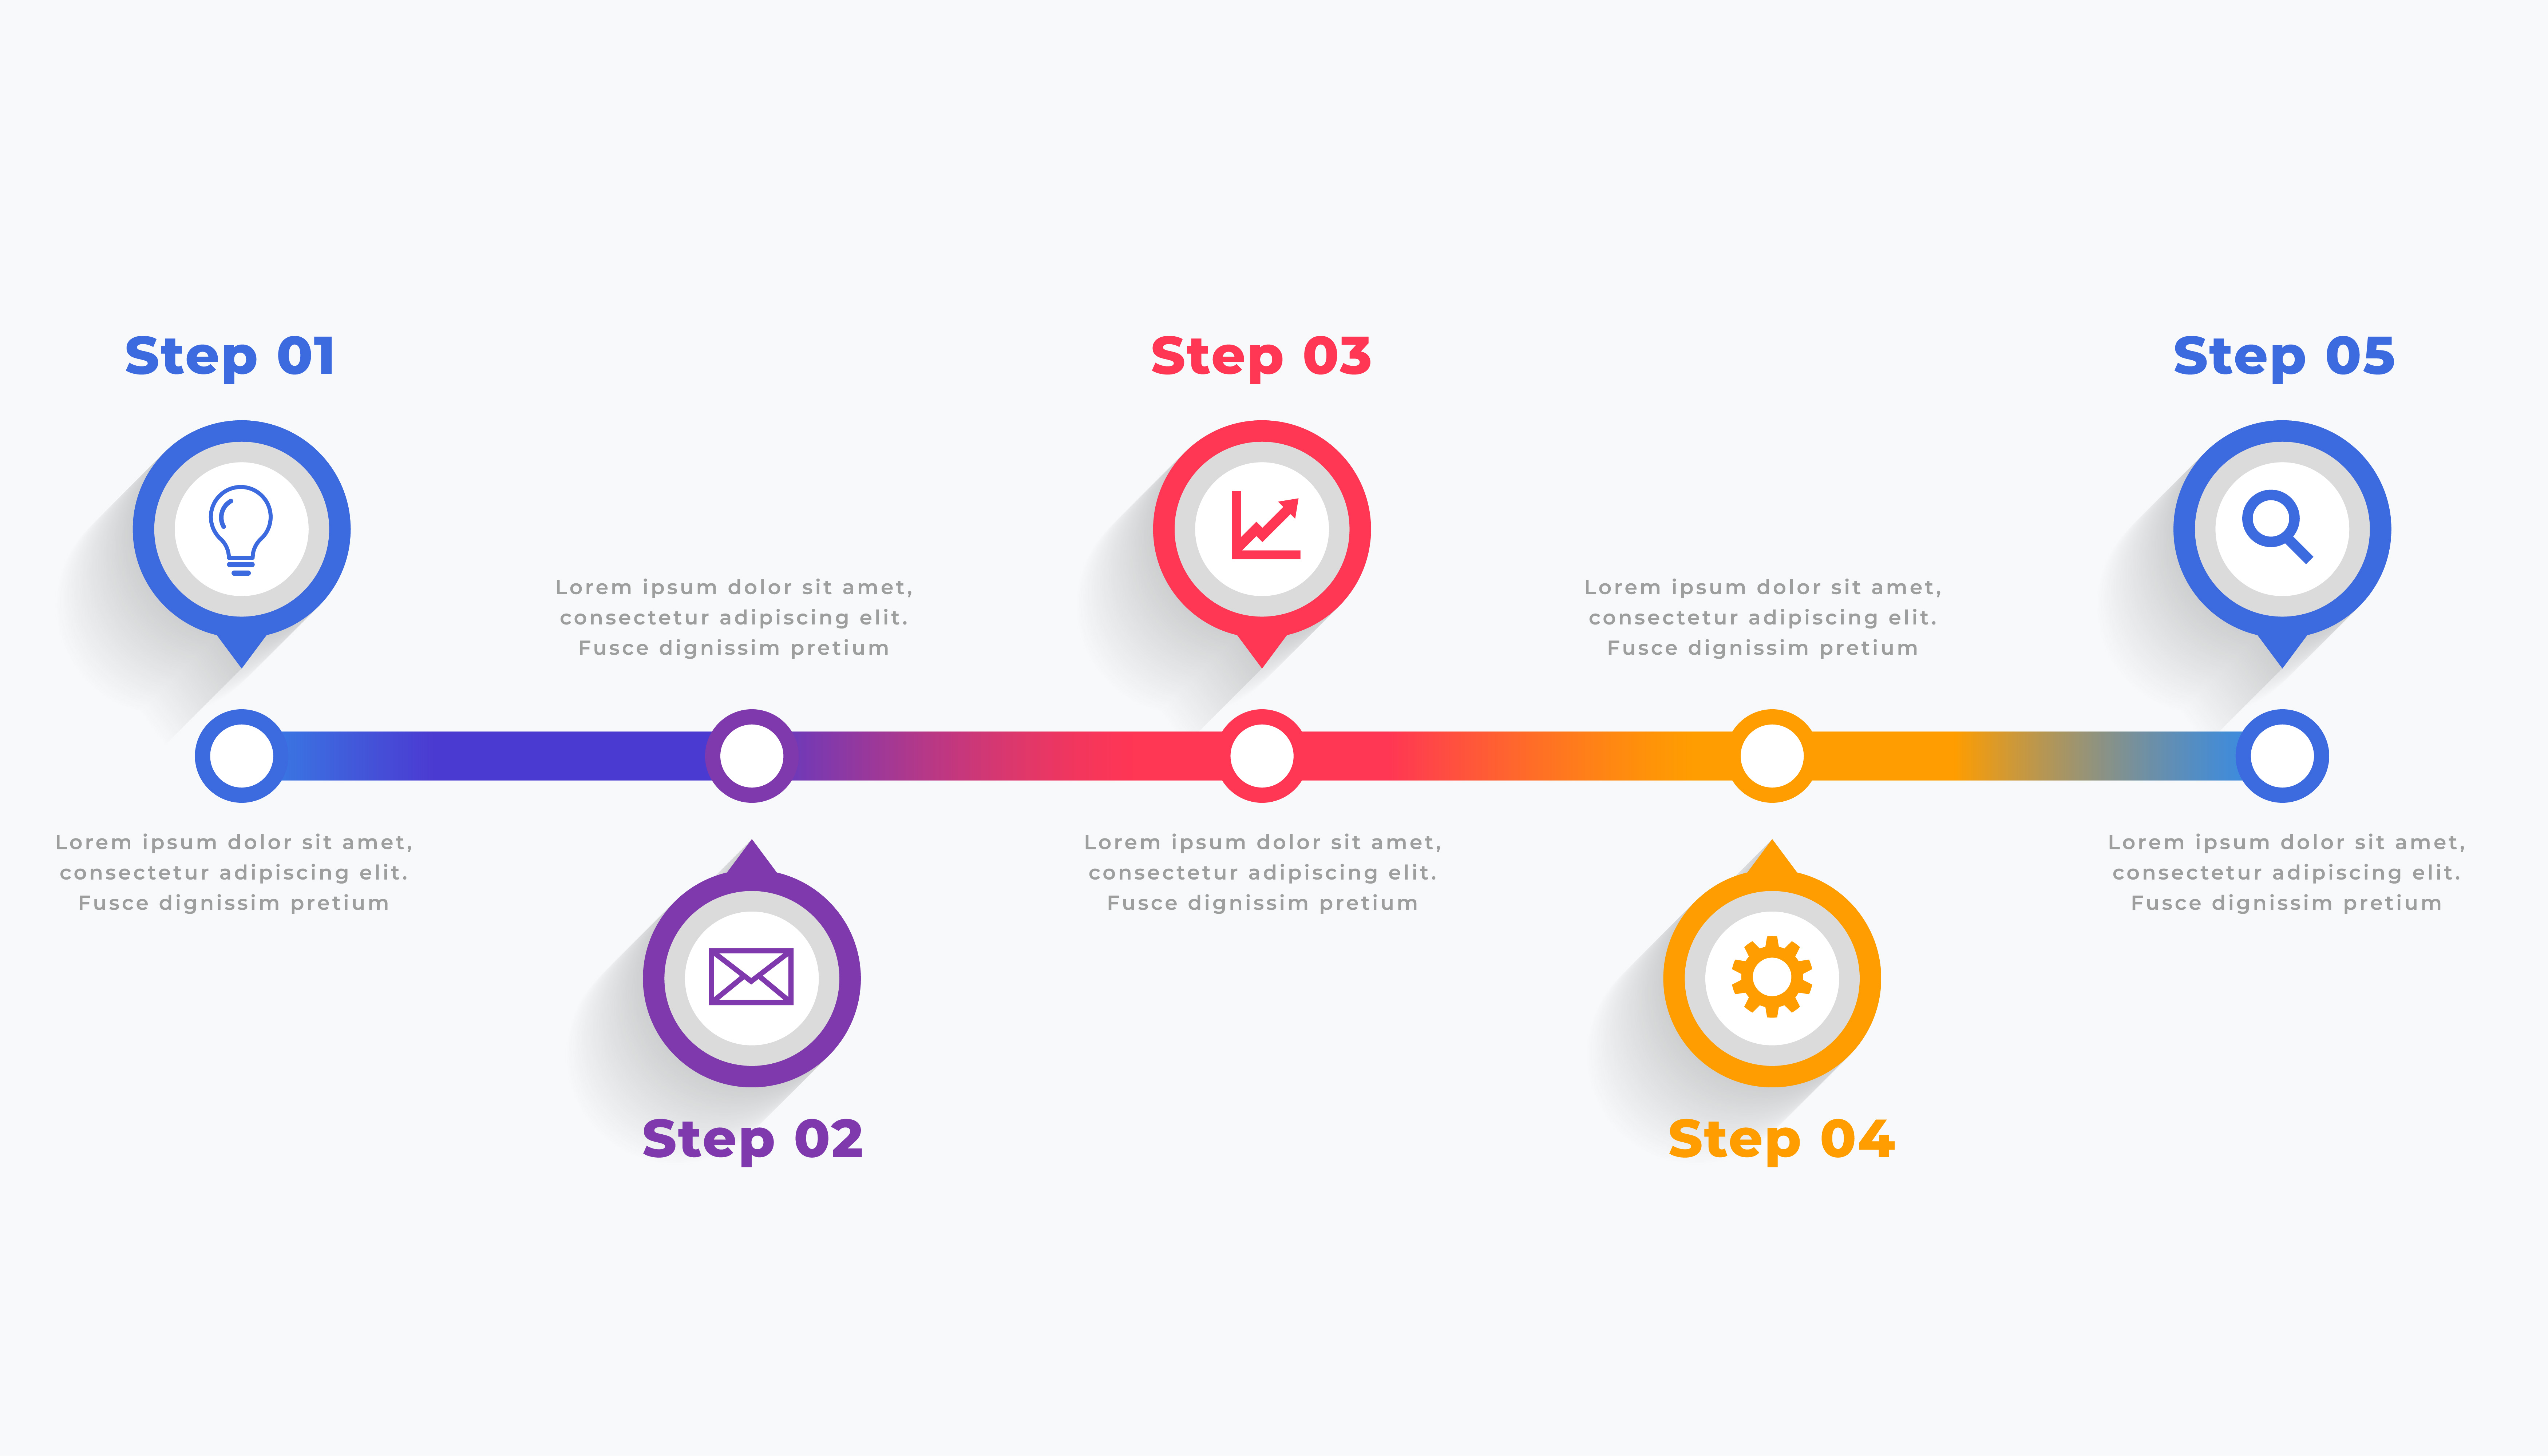 Step 01
Lorem ipsum dolor sit amet,
consectetur adipiscing elit.
Fusce dignissim pretium
Lorem ipsum dolor sit amet,
consectetur adipiscing elit.
Fusce dignissim pretium
Step 02
Step 03
Lorem ipsum dolor sit amet,
consectetur adipiscing elit.
Fusce dignissim pretium
Lorem ipsum dolor sit amet,
consectetur adipiscing elit.
Fusce dignissim pretium
Step 04
Step 05
Lorem ipsum dolor sit amet,
consectetur adipiscing elit.
Fusce dignissim pretium